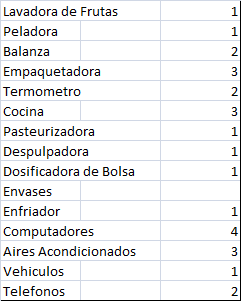 Lavadora de Frutas 1
Peladora 1
Balanza 2
Empaquetadora 3
Termometro 2
Cocina 3
Pasteurizadora 1
Despulpadora 1
Dosificadora de Bolsa 1
Envases
Enfriador 1
Computadores 4
Aires Acondicionados 3
Vehiculos 1
Telefonos 2